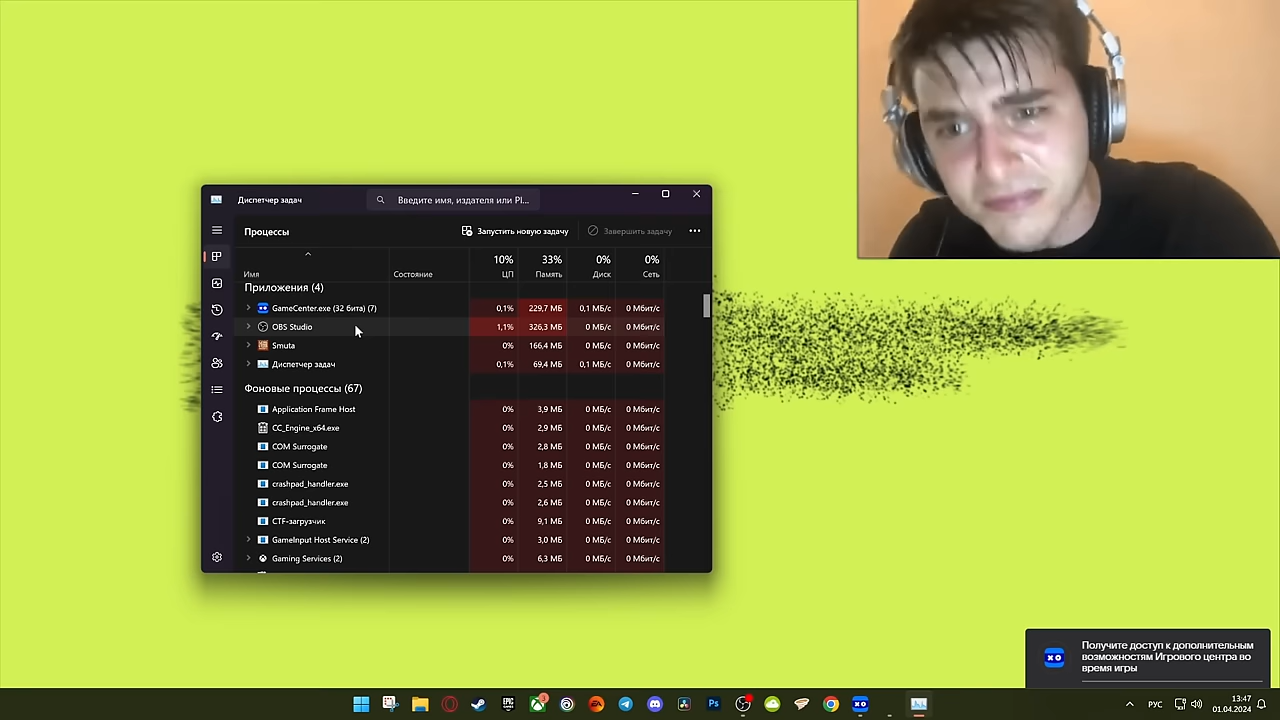 Диспетчер задач
Введите имя, издателя или Pi...
Процессы
Запустить новую задачу
Завершить задачу
10% 33% 0% 0%
Имя Состояние ЦП Память Диск Сеть
Приложения (4)
GameCenter.exe (32 бита) (7) 0,1% 229,7 МБ 0,1 МБ/с 0 Мбит/с
OBS Studio 1,1% 326,3 МБ 0 МБ/с 0 Мбит/с
Smuta 0% 166,4 МБ 0 МБ/с 0 Мбит/с
Диспетчер задач 0,1% 69,4 МБ 0,1 МБ/с 0 Мбит/с
Фоновые процессы (67)
Application Frame Host 0% 3,9 МБ 0 МБ/с 0 Мбит/с
CC_Engine_x64.exe 0% 2,9 МБ 0 МБ/с 0 Мбит/с
COM Surrogate 0% 2,8 МБ 0 МБ/с 0 Мбит/с
COM Surrogate 0% 1,8 МБ 0 МБ/с 0 Мбит/с
crashpad_handler.exe 0% 2,5 МБ 0 МБ/с 0 Мбит/с
crashpad_handler.exe 0% 2,6 МБ 0 МБ/с 0 Мбит/с
CTF-загрузчик 0% 9,1 МБ 0 МБ/с 0 Мбит/с
GameInput Host Service (2) 0% 3,0 МБ 0 МБ/с 0 Мбит/с
Gaming Services (2) 0% 6,3 МБ 0 МБ/с 0 Мбит/с
Получите доступ к дополнительным
возможностям Игрового центра во
время игры
РУС
13:47
01.04.2024